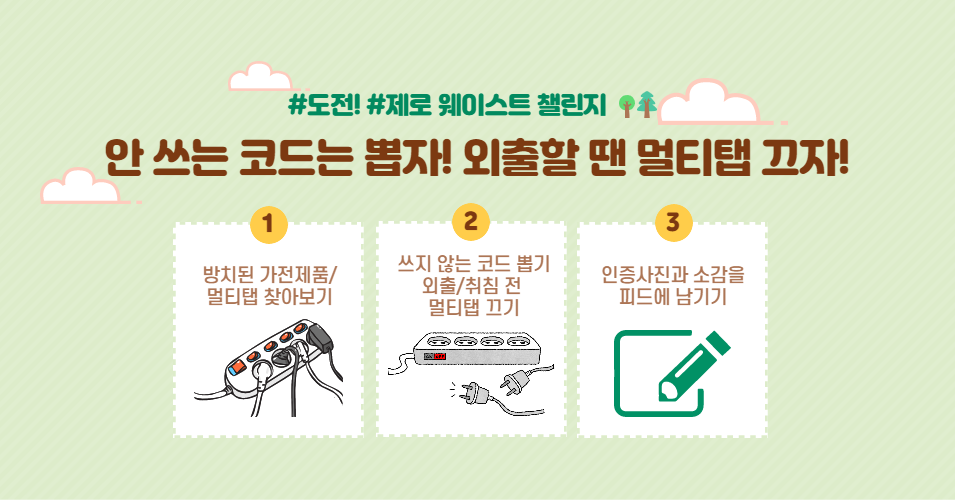 #도전! #제로 웨이스트 챌린지
안 쓰는 코드는 뽑자! 외출할 땐 멀티탭 끄자!
1
방치된 가전제품/
멀티탭 찾아보기
2
쓰지 않는 코드 뽑기
외출/취침 전
멀티탭 끄기
3
인증사진과 소감을
피드에 남기기